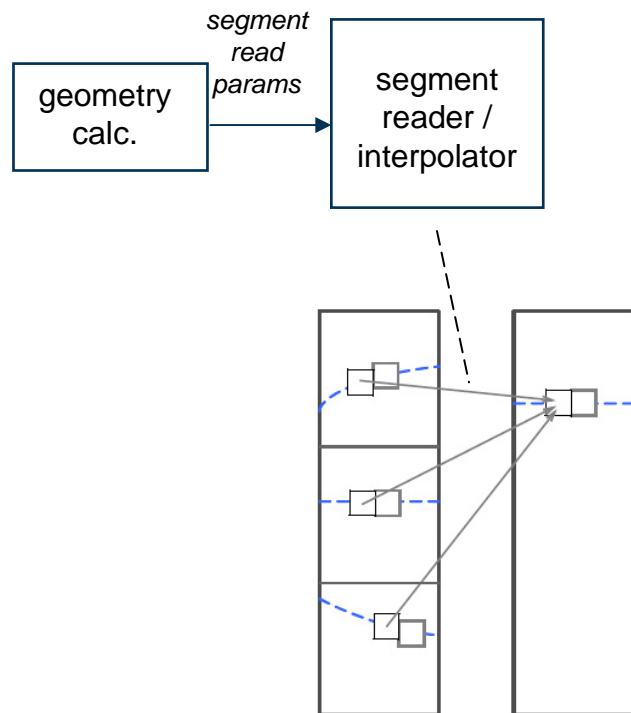 segment
read
params
geometry
calc.
segment
reader /
interpolator